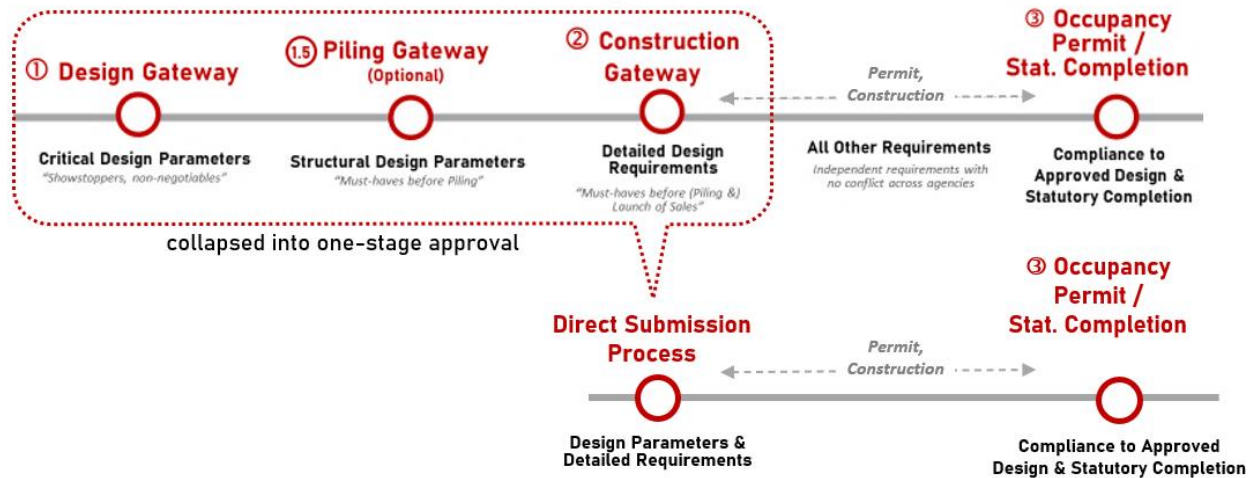 ① Design Gateway
Critical Design Parameters
"Showstoppers, non-negotiables"
1.5 Piling Gateway
(Optional)
Structural Design Parameters
"Must-haves before Piling"
② Construction
Gateway
Detailed Design
Requirements
"Must-haves before (Piling &)
Launch of Sales"
Permit,
Construction
All Other Requirements
Independent requirements with
no conflict across agencies
③ Occupancy
Permit /
Stat. Completion
Compliance to
Approved Design &
Statutory Completion
collapsed into one-stage approval
Direct Submission
Process
Design Parameters &
Detailed Requirements
Permit,
Construction
③ Occupancy
Permit /
Stat. Completion
Compliance to Approved
Design & Statutory Completion